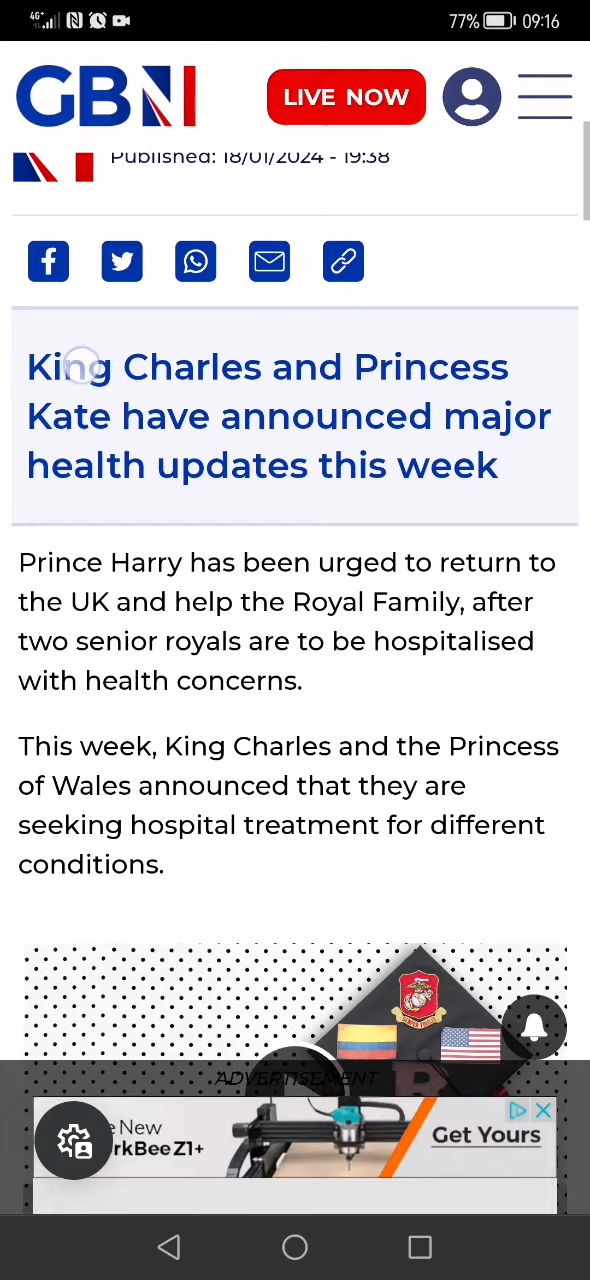 4G+ 77% 09:16
GBN LIVE NOW
Published: 18/01/2024 - 19:38
King Charles and Princess
Kate have announced major
health updates this week
Prince Harry has been urged to return to
the UK and help the Royal Family, after
two senior royals are to be hospitalised
with health concerns.
This week, King Charles and the Princess
of Wales announced that they are
seeking hospital treatment for different
conditions.
ADVERTISEMENT
New
Z1+
Get Yours